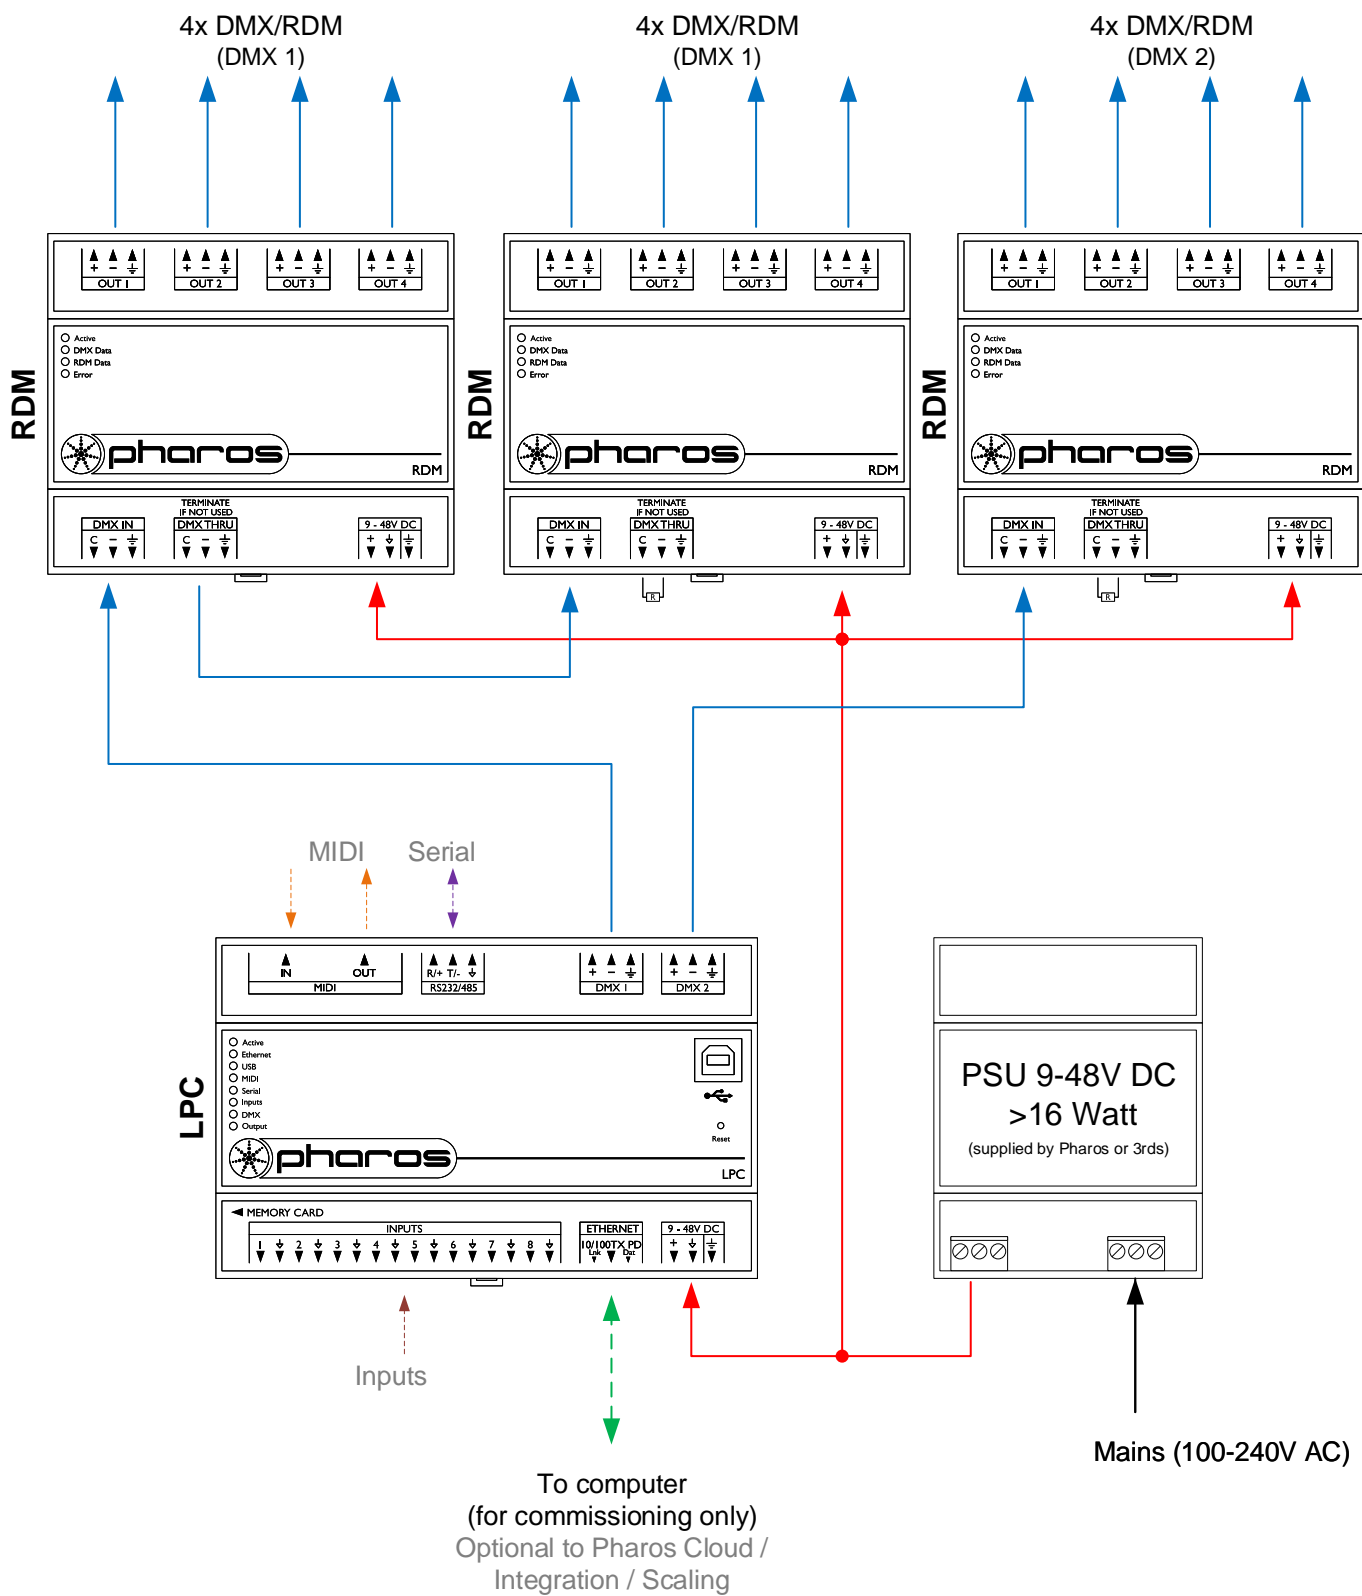 4x DMX/RDM
(DMX 1)
4x DMX/RDM
(DMX 1)
4x DMX/RDM
(DMX 2)
RDM
+ −
OUT 1
+ −
OUT 2
+ −
OUT 3
+ −
OUT 4
Active
DMX Data
RDM Data
Error
pharos
RDM
DMX IN
C −
TERMINATE
IF NOT USED
DMX THRU
C −
9 - 48V DC
+
RDM
+ −
OUT 1
+ −
OUT 2
+ −
OUT 3
+ −
OUT 4
Active
DMX Data
RDM Data
Error
pharos
RDM
DMX IN
C −
TERMINATE
IF NOT USED
DMX THRU
C −
R
9 - 48V DC
+
RDM
+ −
OUT 1
+ −
OUT 2
+ −
OUT 3
+ −
OUT 4
Active
DMX Data
RDM Data
Error
pharos
RDM
DMX IN
C −
TERMINATE
IF NOT USED
DMX THRU
C −
R
9 - 48V DC
+
MIDI
Serial
LPC
IN OUT
MIDI
R/+ T/-
RS232/485
+ −
DMX 1
+ −
DMX 2
Active
Ethernet
USB
MIDI
Serial
Inputs
DMX
Output
Reset
pharos
LPC
MEMORY CARD
INPUTS
1 2 3 4 5 6 7 8
ETHERNET
10/100TX PD
Lnk Dat
9 - 48V DC
+
PSU 9-48V DC
>16 Watt
(supplied by Pharos or 3rds)
Inputs
Mains (100-240V AC)
To computer
(for commissioning only)
Optional to Pharos Cloud /
Integration / Scaling